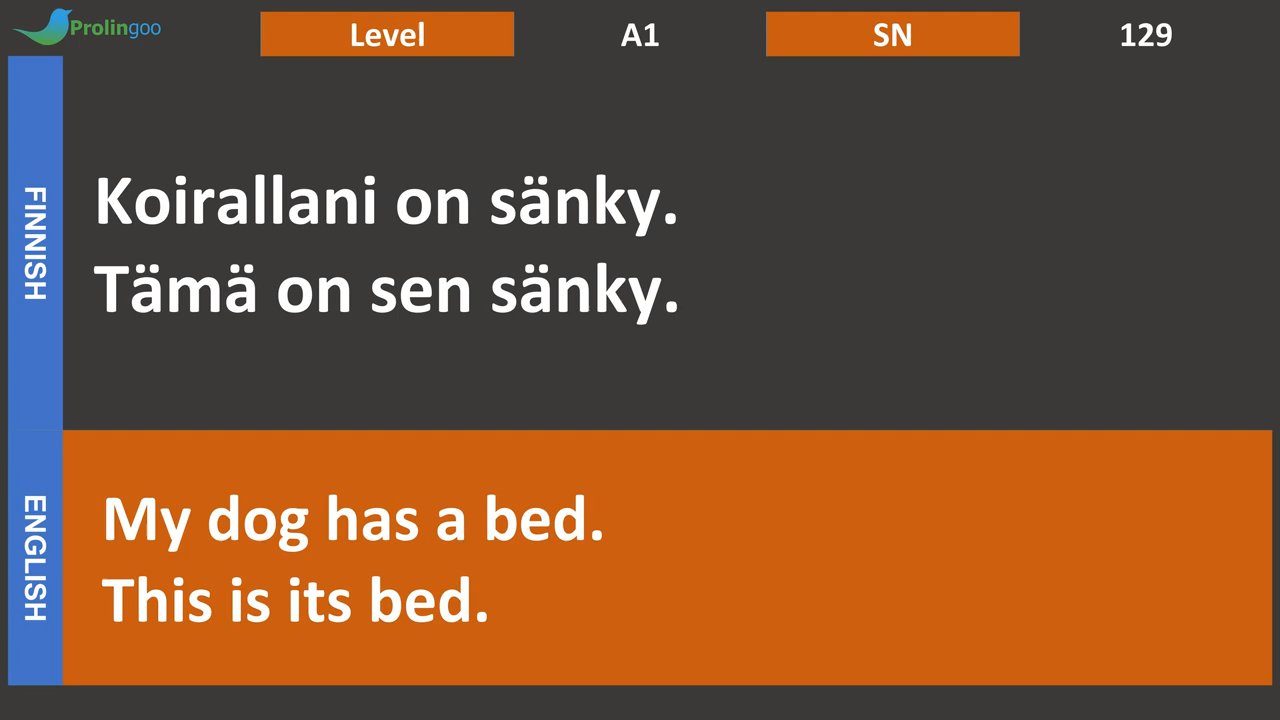 Prolingoo
Level A1 SN 129
FINNISH
Koirallani on sänky.
Tämä on sen sänky.
ENGLISH
My dog has a bed.
This is its bed.